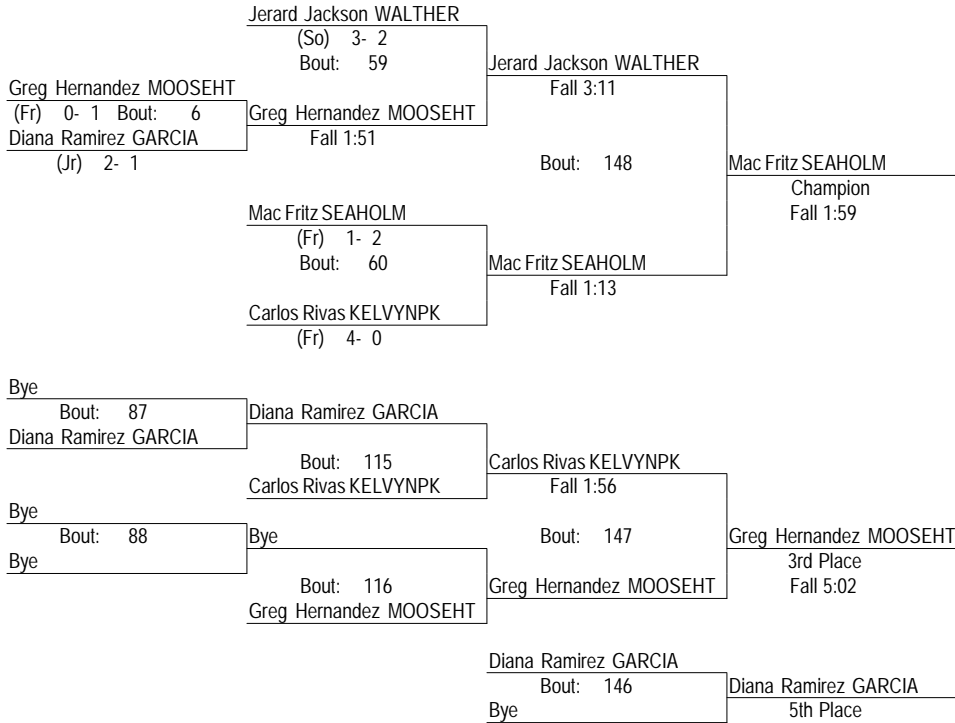 Jerard Jackson WALTHER
(So) 3- 2
Bout: 59
Jerard Jackson WALTHER
Fall 3:11
Greg Hernandez MOOSEHT
(Fr) 0- 1 Bout: 6
Greg Hernandez MOOSEHT
Diana Ramirez GARCIA
Fall 1:51
(Jr) 2- 1
Bout: 148
Mac Fritz SEAHOLM
Champion
Fall 1:59
Mac Fritz SEAHOLM
(Fr) 1- 2
Bout: 60
Mac Fritz SEAHOLM
Fall 1:13
Carlos Rivas KELVYNPK
(Fr) 4- 0
Bye
Bout: 87
Diana Ramirez GARCIA
Diana Ramirez GARCIA
Bout: 115
Carlos Rivas KELVYNPK
Carlos Rivas KELVYNPK
Fall 1:56
Bye
Bout: 88
Bye
Bye
Bout: 147
Greg Hernandez MOOSEHT
3rd Place
Fall 5:02
Bout: 116
Greg Hernandez MOOSEHT
Greg Hernandez MOOSEHT
Diana Ramirez GARCIA
Bout: 146
Diana Ramirez GARCIA
Bye
5th Place